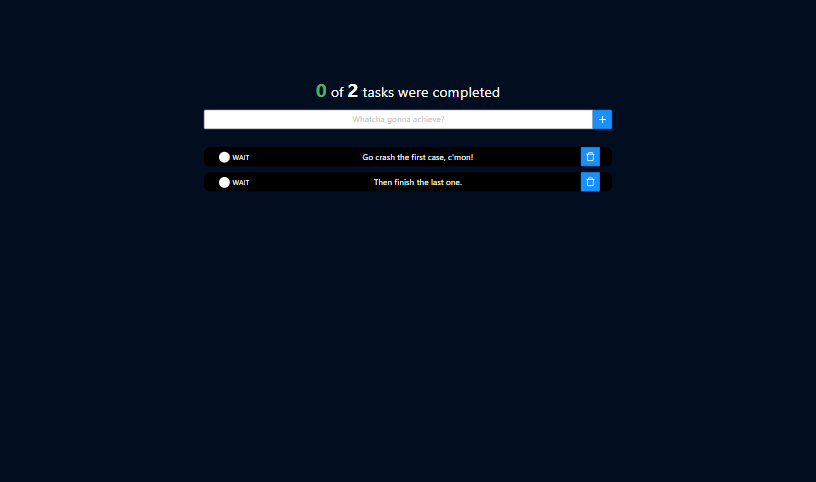 0 of 2 tasks were completed
Whatcha gonna achieve?
WAIT Go crash the first case, c'mon!
WAIT Then finish the last one.